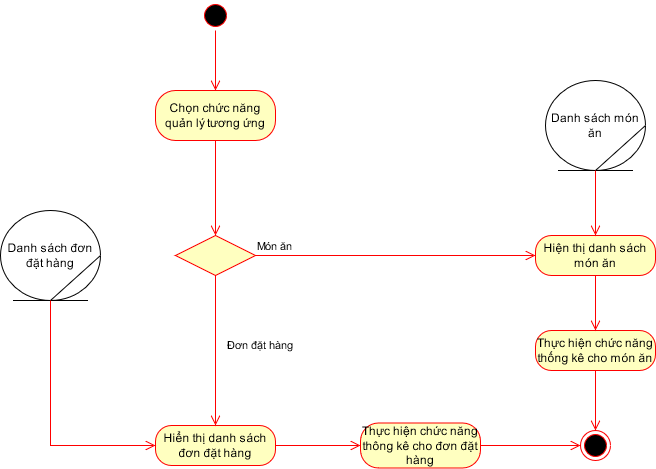 Chọn chức năng
quản lý tương ứng
Danh sách món
ăn
Danh sách đơn
đặt hàng
Món ăn
Hiện thị danh sách
món ăn
Đơn đặt hàng
Thực hiện chức năng
thống kê cho món ăn
Hiển thị danh sách
đơn đặt hàng
Thực hiện chức năng
thông kê cho đơn đặt
hàng